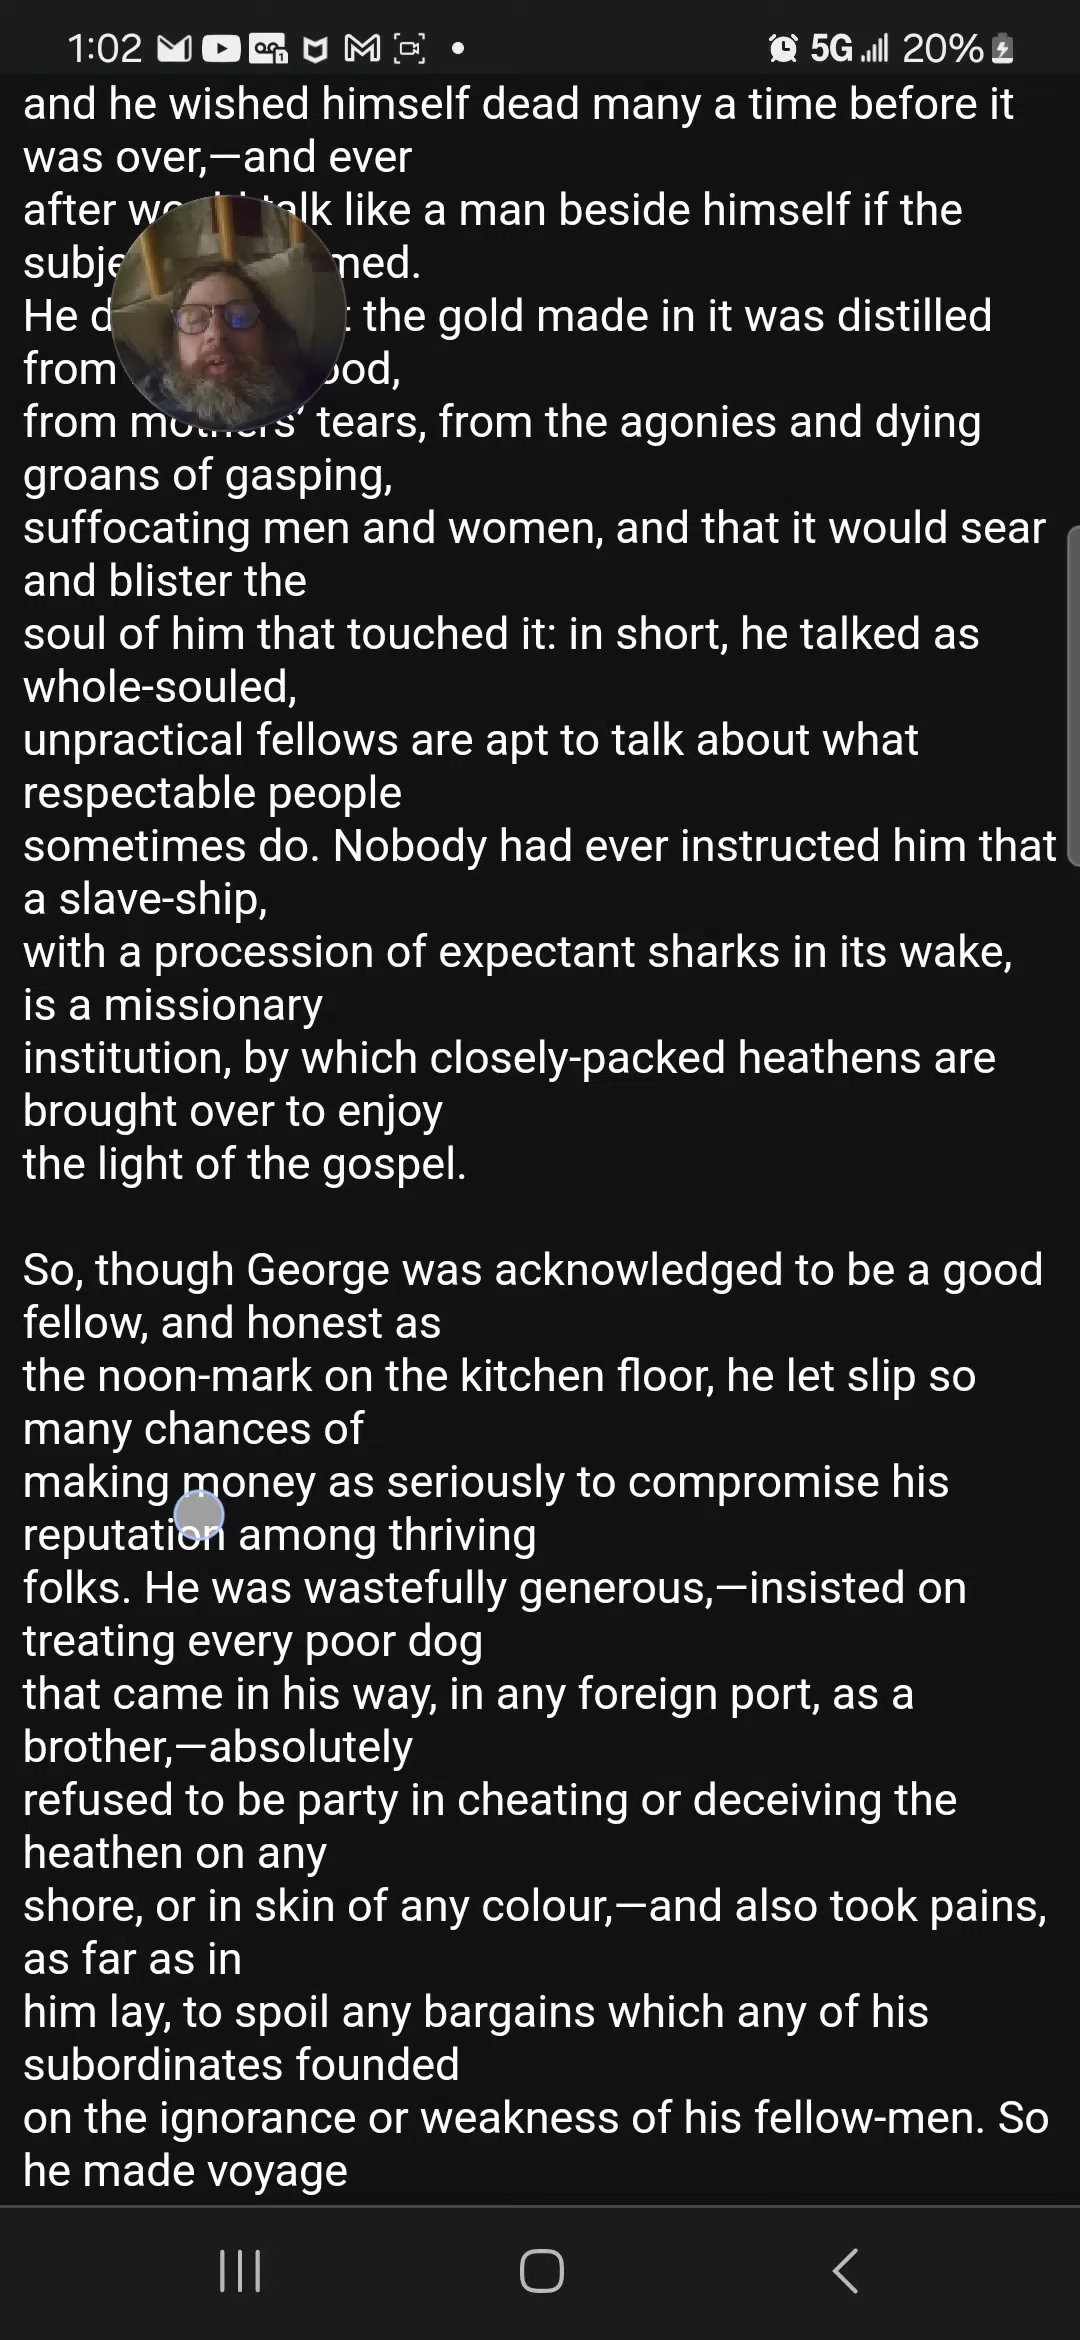 1:02 5G 20%
and he wished himself dead many a time before it
was over,—and ever
after would talk like a man beside himself if the
subje med.
He d the gold made in it was distilled
from ood,
from mothers’ tears, from the agonies and dying
groans of gasping,
suffocating men and women, and that it would sear
and blister the
soul of him that touched it: in short, he talked as
whole-souled,
unpractical fellows are apt to talk about what
respectable people
sometimes do. Nobody had ever instructed him that
a slave-ship,
with a procession of expectant sharks in its wake,
is a missionary
institution, by which closely-packed heathens are
brought over to enjoy
the light of the gospel.
So, though George was acknowledged to be a good
fellow, and honest as
the noon-mark on the kitchen floor, he let slip so
many chances of
making money as seriously to compromise his
reputation among thriving
folks. He was wastefully generous,—insisted on
treating every poor dog
that came in his way, in any foreign port, as a
brother,—absolutely
refused to be party in cheating or deceiving the
heathen on any
shore, or in skin of any colour,—and also took pains,
as far as in
him lay, to spoil any bargains which any of his
subordinates founded
on the ignorance or weakness of his fellow-men. So
he made voyage